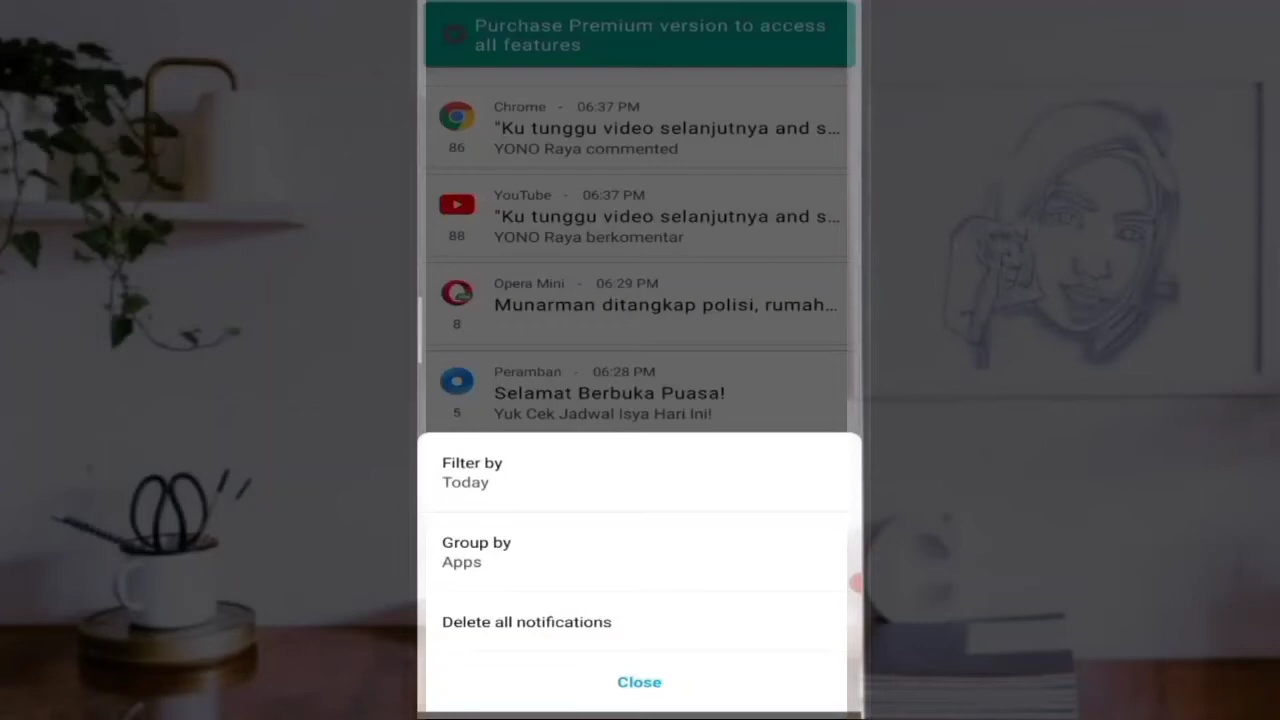 Purchase Premium version to access
all features
Chrome - 06:37 PM
"Ku tunggu video selanjutnya and s...
86
YONO Raya commented
YouTube - 06:37 PM
"Ku tunggu video selanjutnya and s...
88
YONO Raya berkomentar
Opera Mini - 06:29 PM
Munarman ditangkap polisi, rumah...
8
Peramban - 06:28 PM
Selamat Berbuka Puasa!
5
Yuk Cek Jadwal Isya Hari Ini!
Filter by
Today
Group by
Apps
Delete all notifications
Close